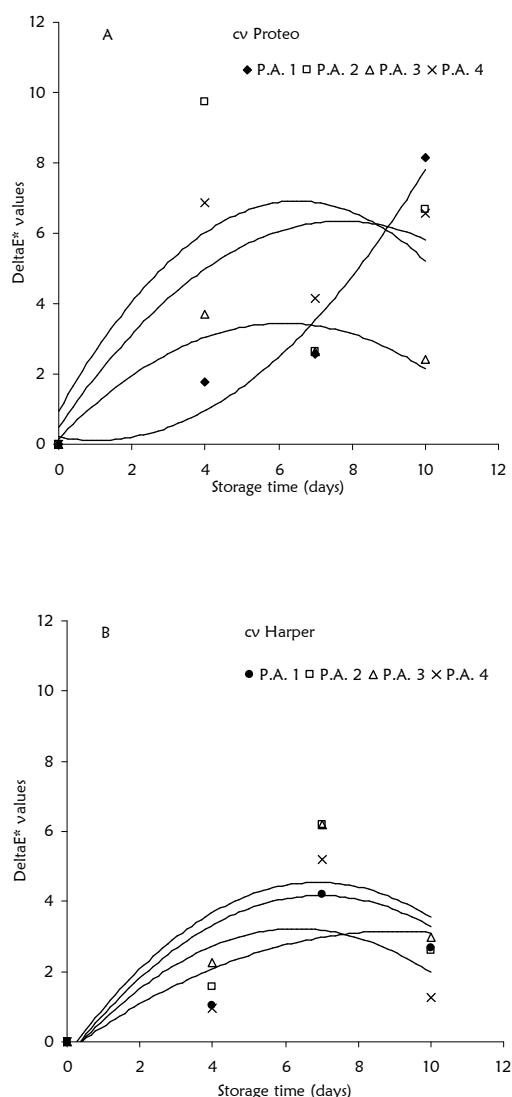 A cv Proteo
P.A. 1 P.A. 2 P.A. 3 P.A. 4
12
10
8
6
4
2
0
DeltaE* values
0 2 4 6 8 10 12
Storage time (days)
B cv Harper
P.A. 1 P.A. 2 P.A. 3 P.A. 4
12
10
8
6
4
2
0
DeltaE* values
0 2 4 6 8 10 12
Storage time (days)